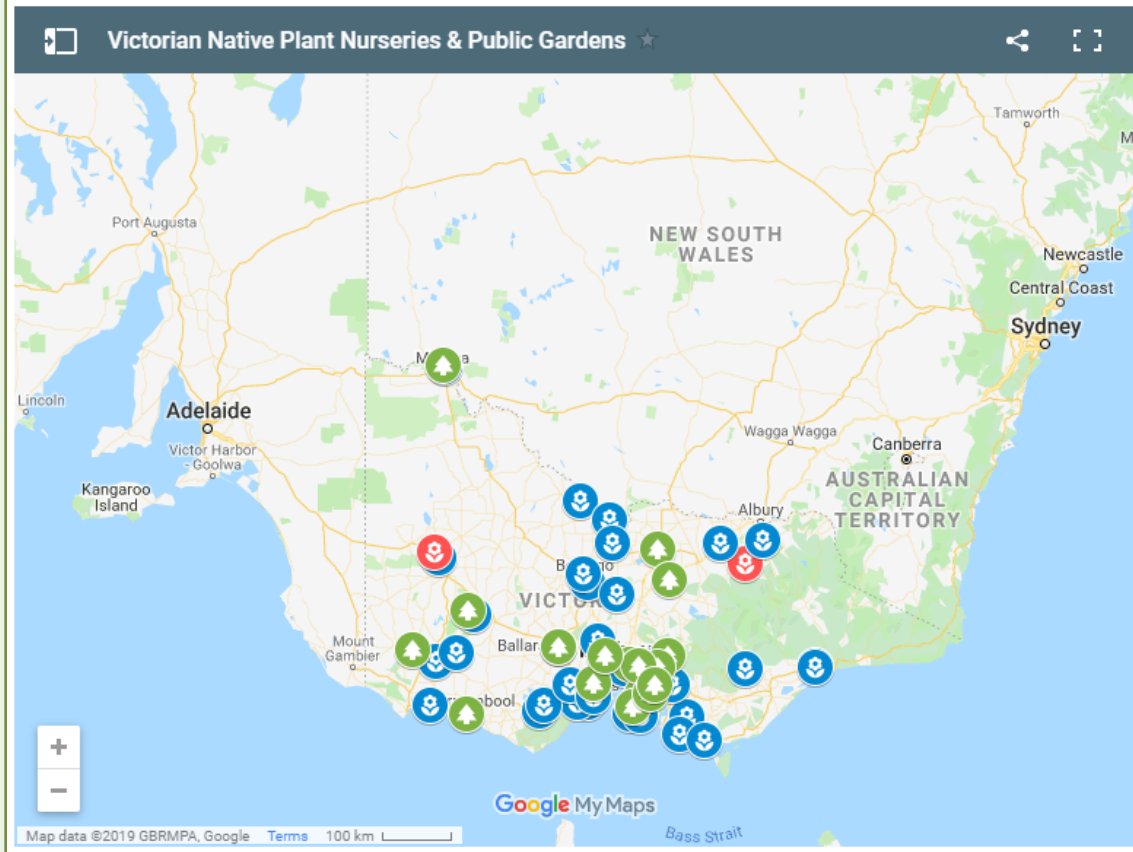 Victorian Native Plant Nurseries & Public Gardens
Tamworth
Port Augusta
NEW SOUTH
WALES
Newcastle
Central Coast
Sydney
Lincoln
Adelaide
Victor Harbor
- Goolwa
Wagga Wagga
Canberra
Kangaroo
Island
AUSTRALIAN
CAPITAL
TERRITORY
Albury
VICTOR
Mount
Gambier
Ballar
+
−
Google My Maps
Map data ©2019 GBRMPA, Google Terms 100 km
Bass Strait